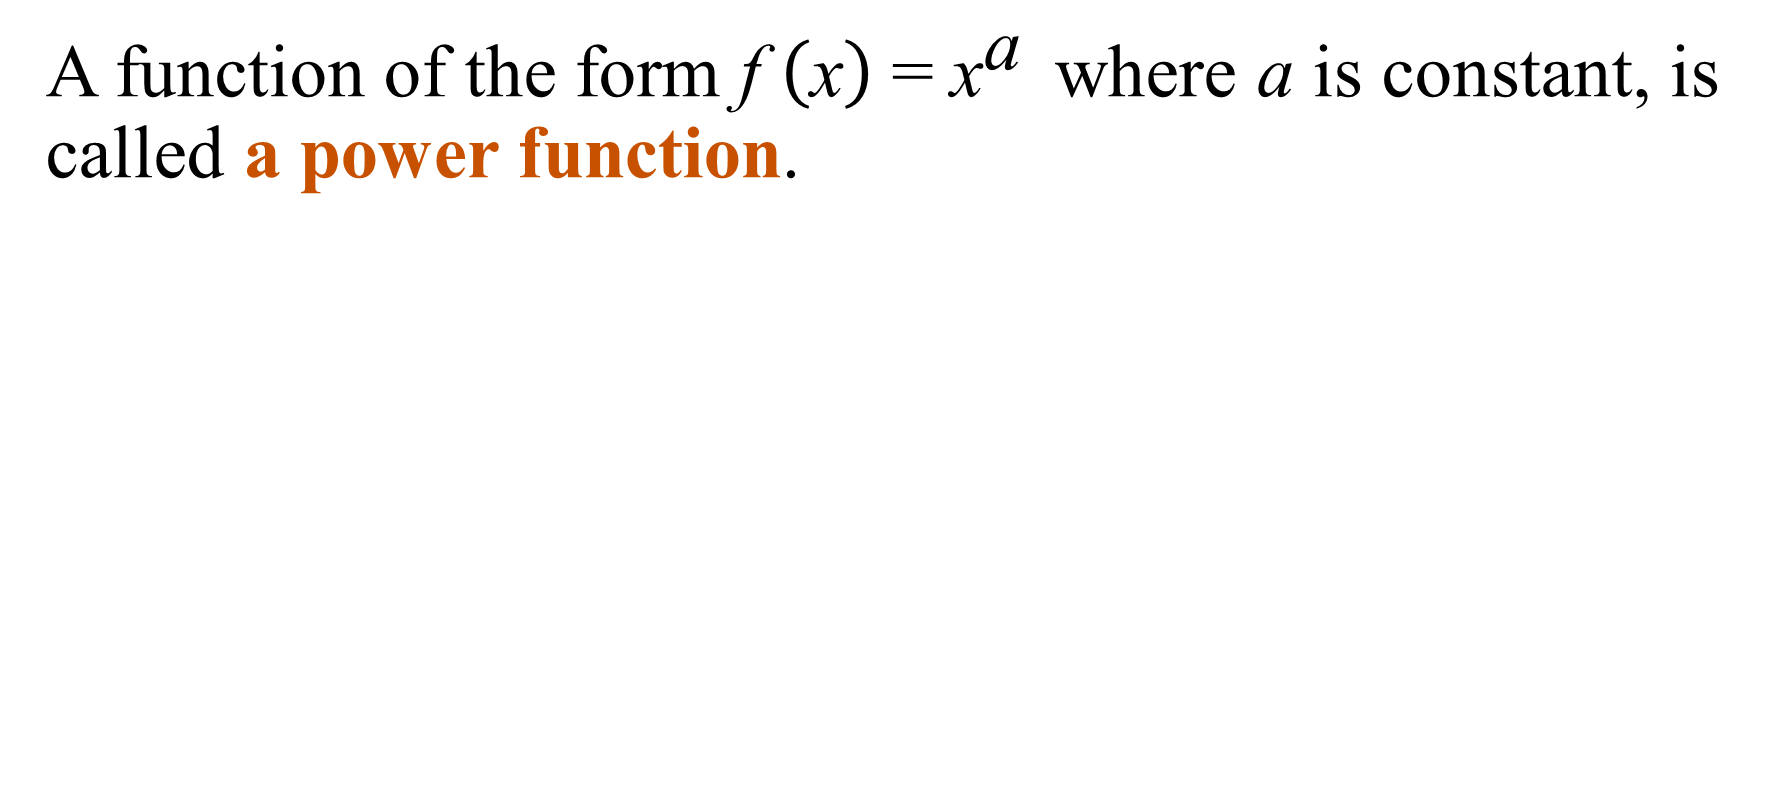 A function of the form f (x) = x^a where a is constant, is
called a power function.